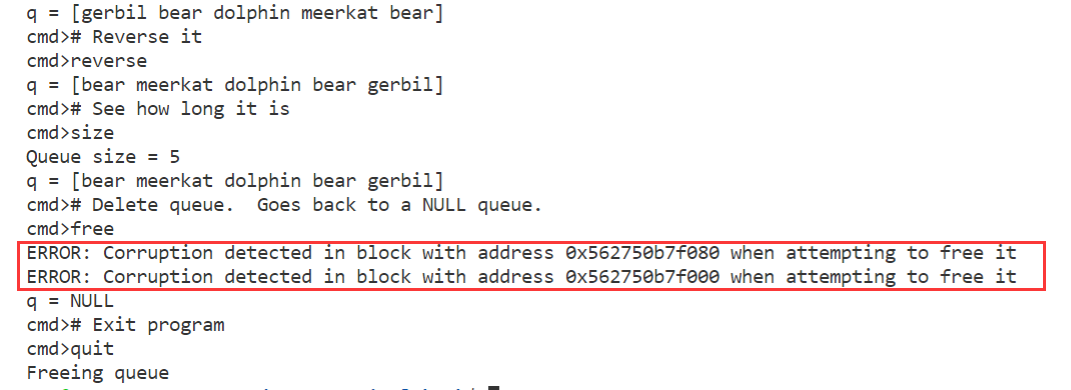 q = [gerbil bear dolphin meerkat bear]
cmd># Reverse it
cmd>reverse
q = [bear meerkat dolphin bear gerbil]
cmd># See how long it is
cmd>size
Queue size = 5
q = [bear meerkat dolphin bear gerbil]
cmd># Delete queue.  Goes back to a NULL queue.
cmd>free
ERROR: Corruption detected in block with address 0x562750b7f080 when attempting to free it
ERROR: Corruption detected in block with address 0x562750b7f000 when attempting to free it
q = NULL
cmd># Exit program
cmd>quit
Freeing queue